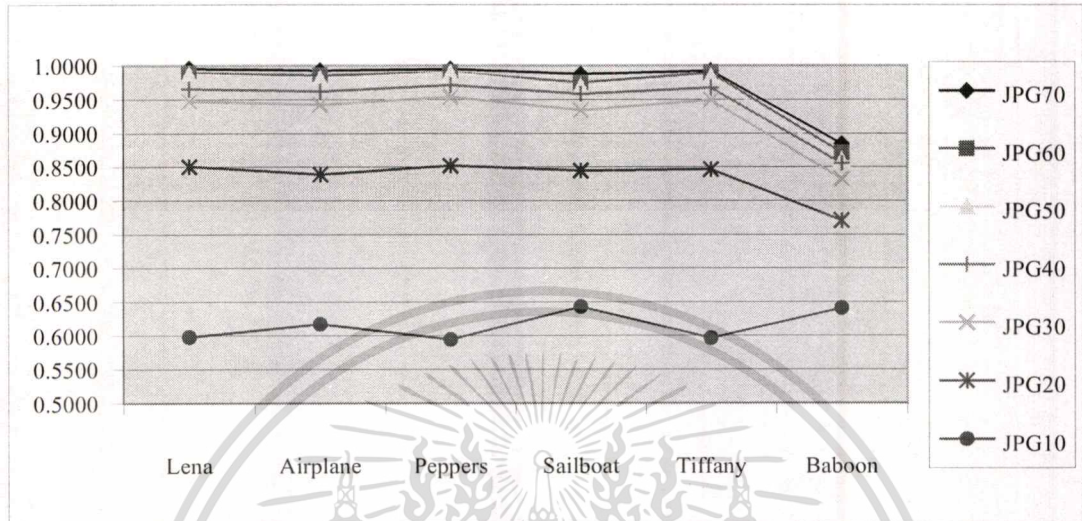 1.0000
0.9500
0.9000
0.8500
0.8000
0.7500
0.7000
0.6500
0.6000
0.5500
0.5000
Lena Airplane Peppers Sailboat Tiffany Baboon
JPG70
JPG60
JPG50
JPG40
JPG30
JPG20
JPG10